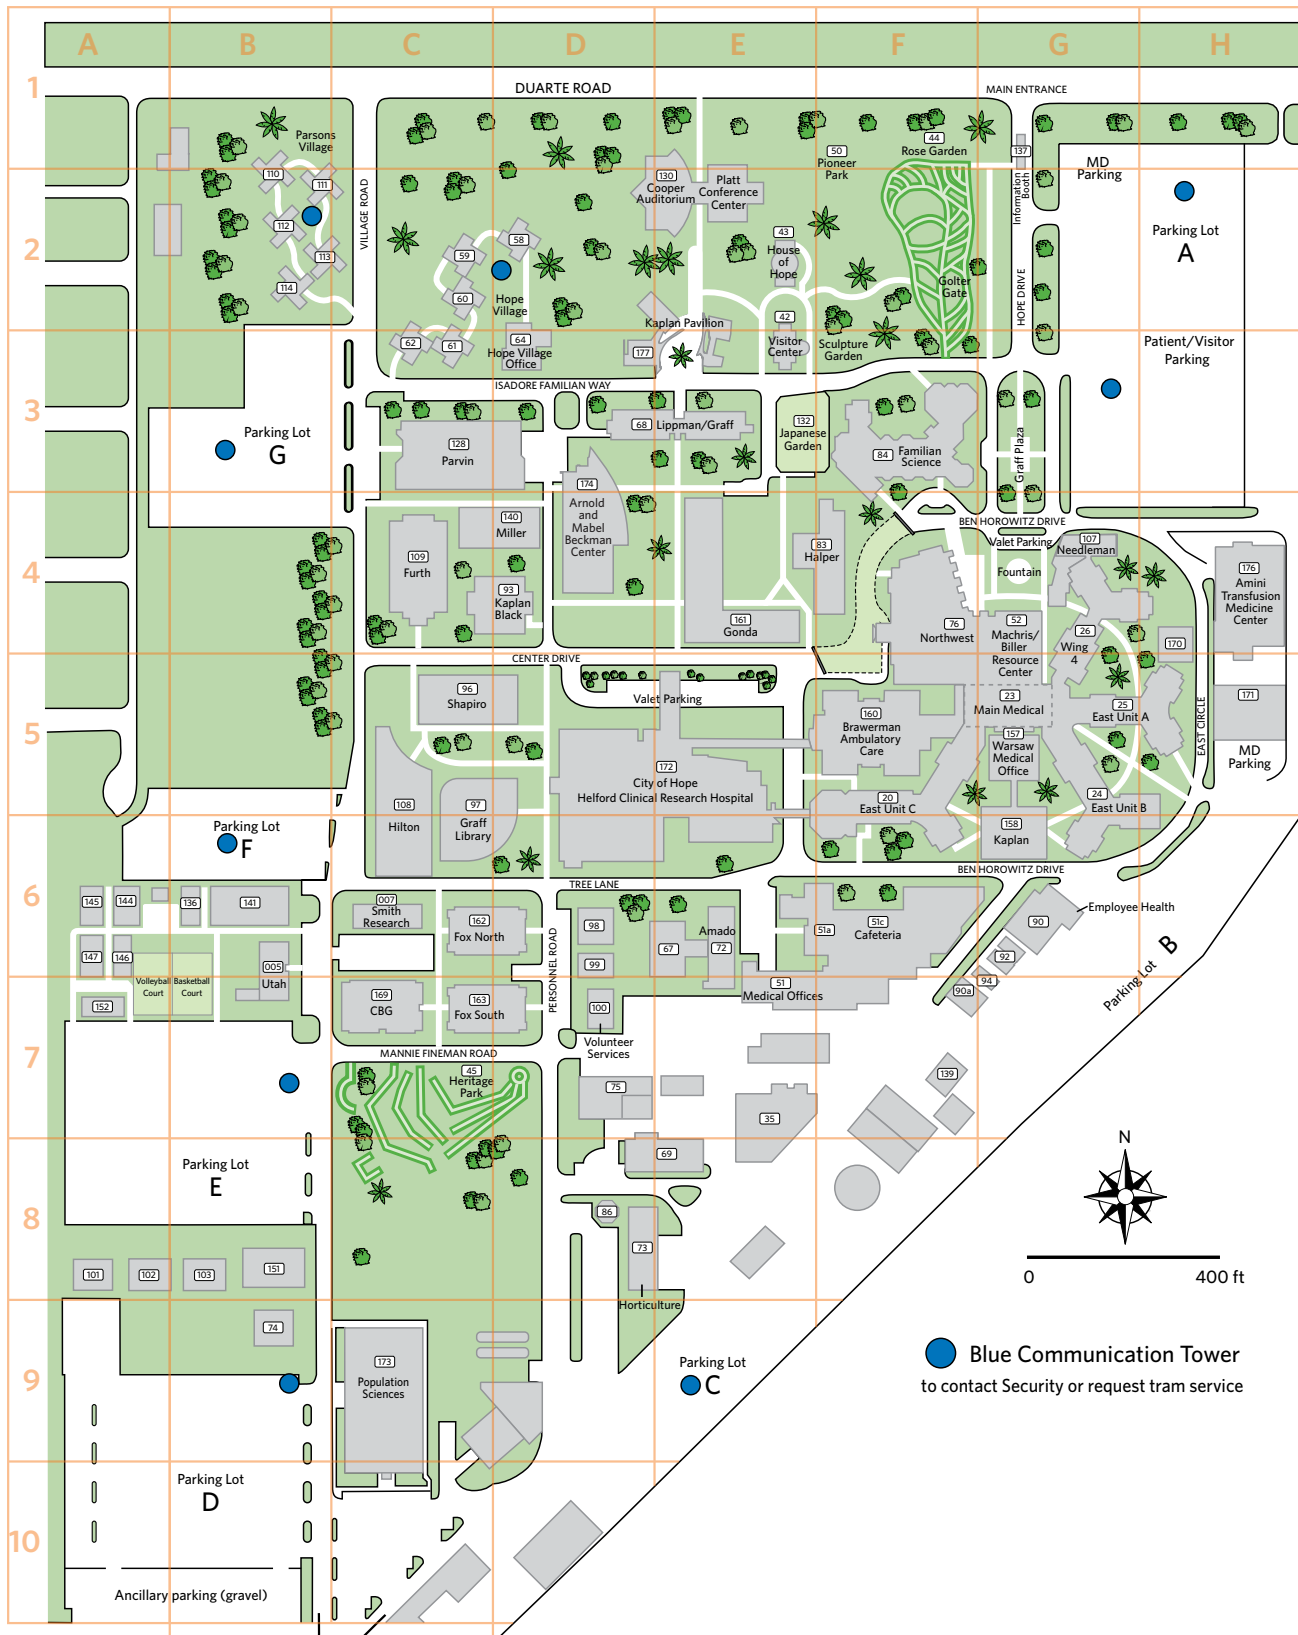 A B C D E F G H
1
2
3
4
5
6
7
8
9
10
DUARTE ROAD
MAIN ENTRANCE
Parsons
Village
110
111
112
113
114
VILLAGE ROAD
44
Rose Garden
50
Pioneer
Park
137
Information
Booth
MD
Parking
130
Cooper
Auditorium
Platt
Conference
Center
Parking Lot
A
43
House
of
Hope
58
59
60
61
62
Hope
Village
64
Hope Village
Office
Golter
Gate
HOPE DRIVE
Kaplan Pavilion
177
42
Visitor
Center
Sculpture
Garden
Patient/Visitor
Parking
ISADORE FAMILIAN WAY
Parking Lot
G
128
Parvin
68 Lippman/Graff
132
Japanese
Garden
84
Familian
Science
Graff Plaza
174
Arnold
and
Mabel
Beckman
Center
140
Miller
109
Furth
93
Kaplan
Black
83
Halper
161
Gonda
BEN HOROWITZ DRIVE
Valet Parking
Fountain
107
Needleman
176
Amini
Transfusion
Medicine
Center
76
Northwest
52
Machris/
Biller
Resource
Center
26
Wing
4
170
171
CENTER DRIVE
96
Shapiro
Valet Parking
160
Brawerman
Ambulatory
Care
23
Main Medical
25
East Unit A
EAST CIRCLE
MD
Parking
157
Warsaw
Medical
Office
172
City of Hope
Helford Clinical Research Hospital
108
Hilton
97
Graff
Library
20
East Unit C
24
East Unit B
158
Kaplan
Parking Lot
F
BEN HOROWITZ DRIVE
TREE LANE
145
144
136
141
147
146
Volleyball
Court
Basketball
Court
005
Utah
152
007
Smith
Research
162
Fox North
169
CBG
163
Fox South
PERSONNEL ROAD
98
99
100
Volunteer
Services
67
Amado
72
51a
51c
Cafeteria
51
Medical Offices
90
Employee Health
92
94
90a
Parking Lot
B
MANNIE FINEMAN ROAD
45
Heritage
Park
75
35
139
69
Parking Lot
E
86
73
Horticulture
101
102
103
151
74
N
0
400 ft
173
Population
Sciences
Parking Lot
C
Blue Communication Tower
to contact Security or request tram service
Parking Lot
D
Ancillary parking (gravel)